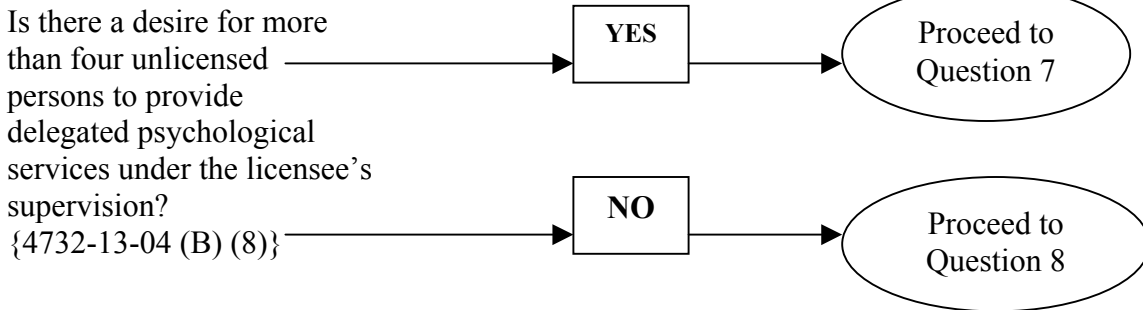 Is there a desire for more
than four unlicensed
persons to provide
delegated psychological
services under the licensee's
supervision?
{4732-13-04 (B) (8)}
YES
Proceed to
Question 7
NO
Proceed to
Question 8